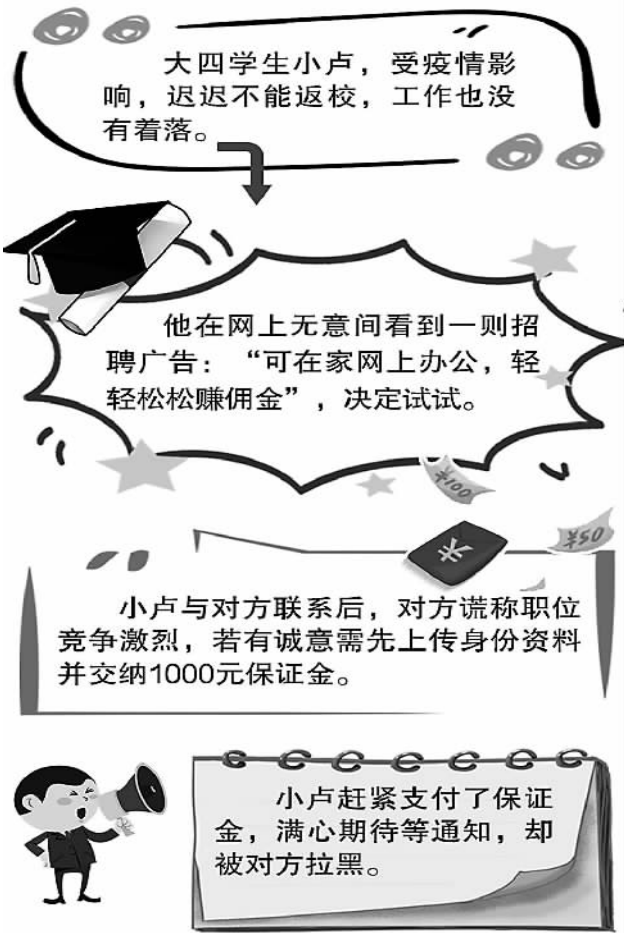 大四学生小卢，受疫情影
响，迟迟不能返校，工作也没
有着落。
他在网上无意间看到一则招
聘广告：“可在家网上办公，轻
轻松松赚佣金”，决定试试。
¥100
¥
¥50
小卢与对方联系后，对方谎称职位
竞争激烈，若有诚意需先上传身份资料
并交纳1000元保证金。
小卢赶紧支付了保证
金，满心期待等通知，却
被对方拉黑。